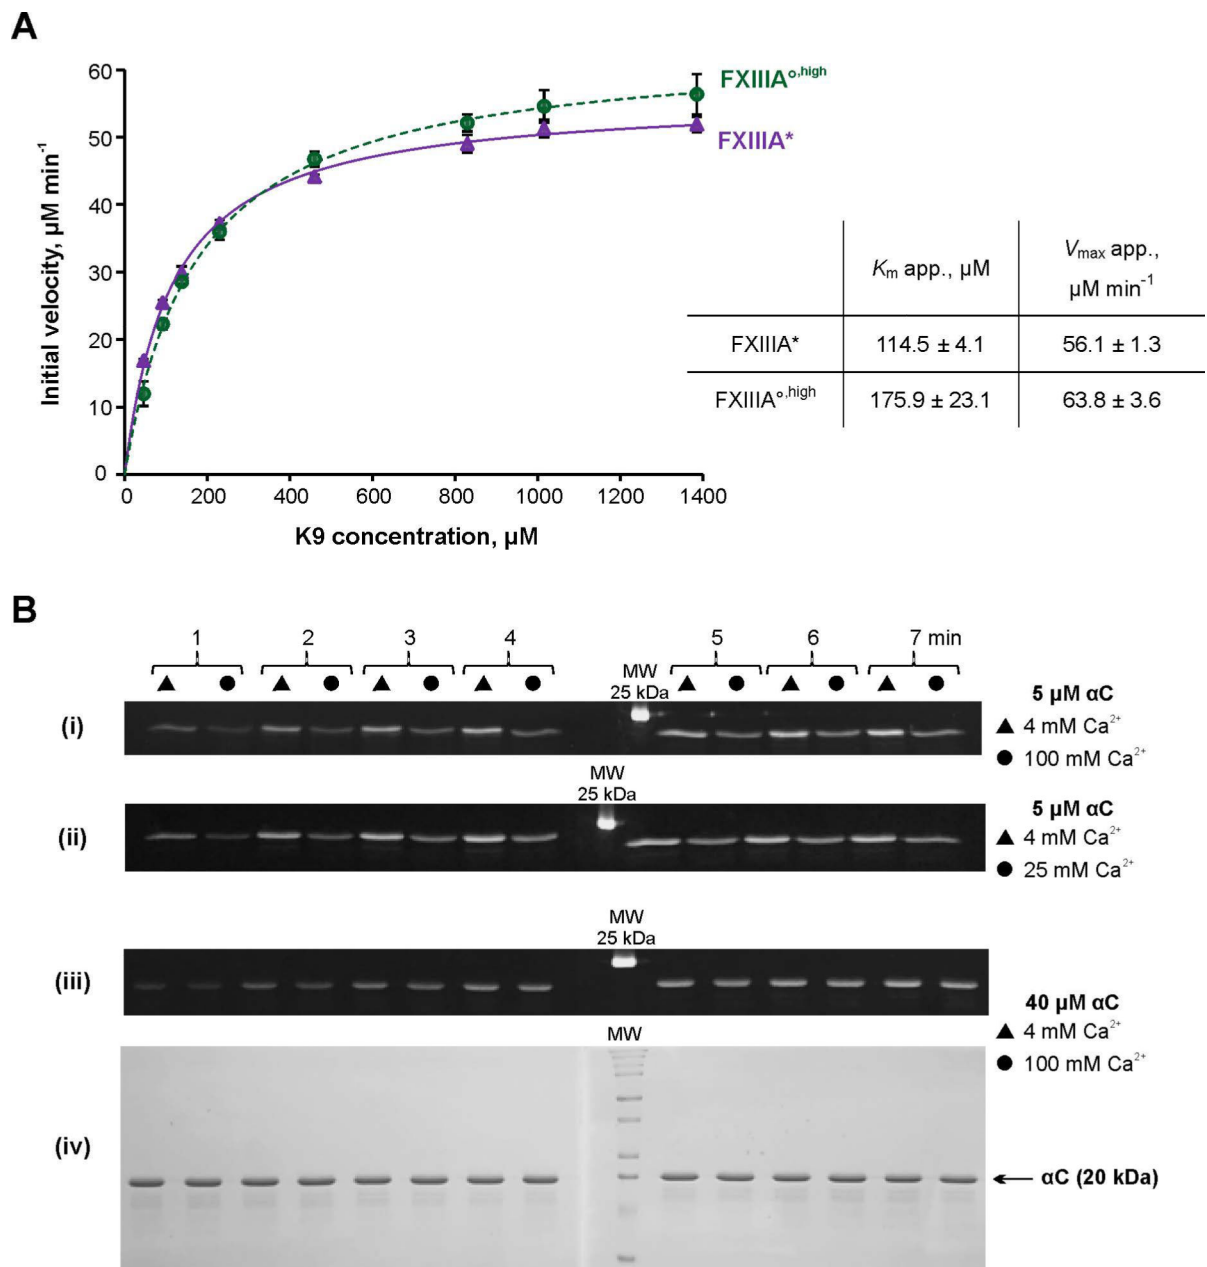 A
FXIIIA°,high
FXIIIA*
Initial velocity, µM min⁻¹
60
50
40
30
20
10
0
0 200 400 600 800 1000 1200 1400
K9 concentration, µM
Km app., µM
Vmax app.,
µM min⁻¹
FXIIIA* 114.5 ± 4.1 56.1 ± 1.3
FXIIIA°,high 175.9 ± 23.1 63.8 ± 3.6
B
1 2 3 4 5 6 7 min
MW
25 kDa
(i)
5 µM αC
▲ 4 mM Ca²⁺
● 100 mM Ca²⁺
MW
25 kDa
(ii)
5 µM αC
▲ 4 mM Ca²⁺
● 25 mM Ca²⁺
MW
25 kDa
(iii)
40 µM αC
▲ 4 mM Ca²⁺
● 100 mM Ca²⁺
MW
(iv)
αC (20 kDa)